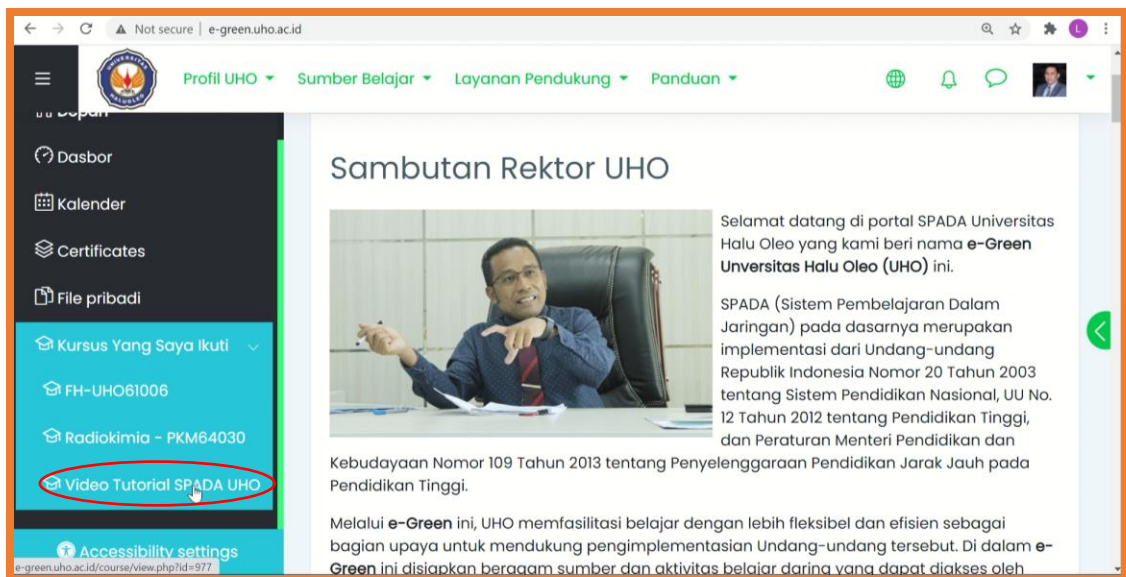 Not secure | e-green.uho.ac.id
L
UNIVERSITAS
HALUOLEO
Profil UHO
Sumber Belajar
Layanan Pendukung
Panduan
Depan
Dasbor
Kalender
Certificates
File pribadi
Kursus Yang Saya Ikuti
FH-UHO61006
Radiokimia - PKM64030
Video Tutorial SPADA UHO
Accessibility settings
e-green.uho.ac.id/course/view.php?id=977
Sambutan Rektor UHO
Selamat datang di portal SPADA Universitas
Halu Oleo yang kami beri nama e-Green
Unversitas Halu Oleo (UHO) ini.
SPADA (Sistem Pembelajaran Dalam
Jaringan) pada dasarnya merupakan
implementasi dari Undang-undang
Republik Indonesia Nomor 20 Tahun 2003
tentang Sistem Pendidikan Nasional, UU No.
12 Tahun 2012 tentang Pendidikan Tinggi,
dan Peraturan Menteri Pendidikan dan
Kebudayaan Nomor 109 Tahun 2013 tentang Penyelenggaraan Pendidikan Jarak Jauh pada
Pendidikan Tinggi.
Melalui e-Green ini, UHO memfasilitasi belajar dengan lebih fleksibel dan efisien sebagai
bagian upaya untuk mendukung pengimplementasian Undang-undang tersebut. Di dalam e-
Green ini disiapkan beragam sumber dan aktivitas belajar daring yang dapat diakses oleh